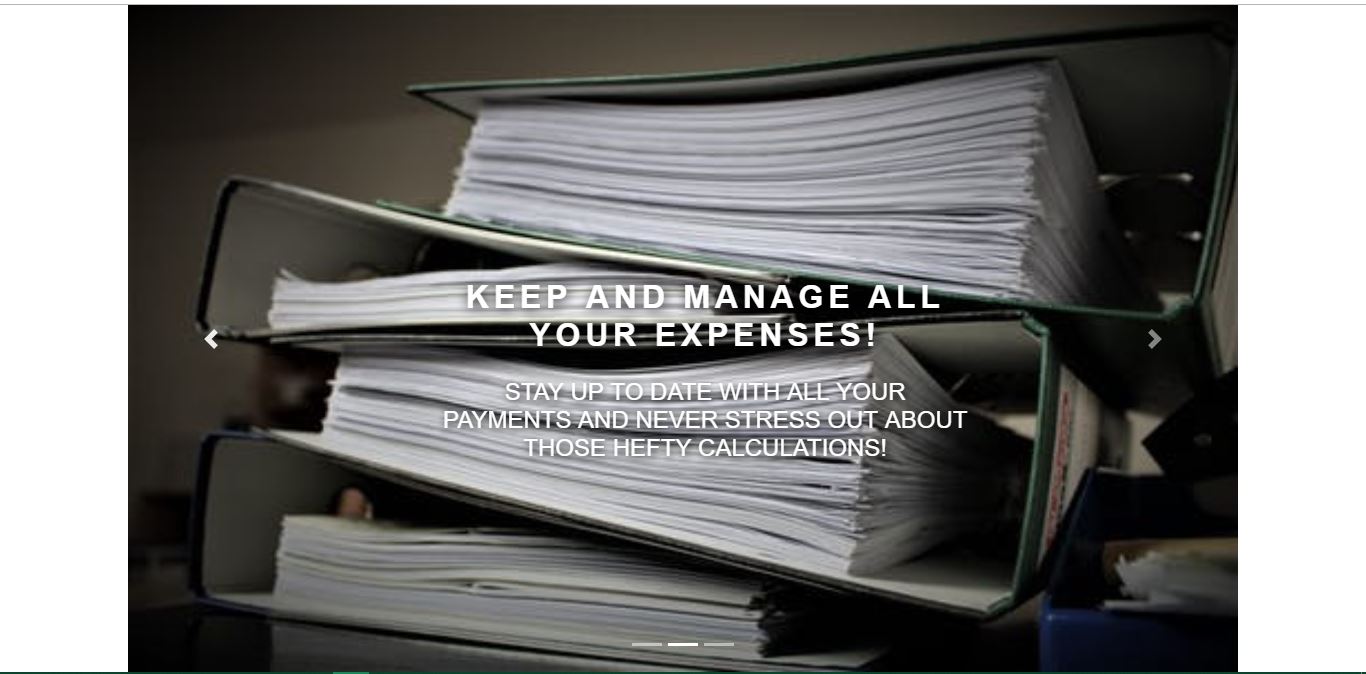 KEEP AND MANAGE ALL
YOUR EXPENSES!
STAY UP TO DATE WITH ALL YOUR
PAYMENTS AND NEVER STRESS OUT ABOUT
THOSE HEFTY CALCULATIONS!